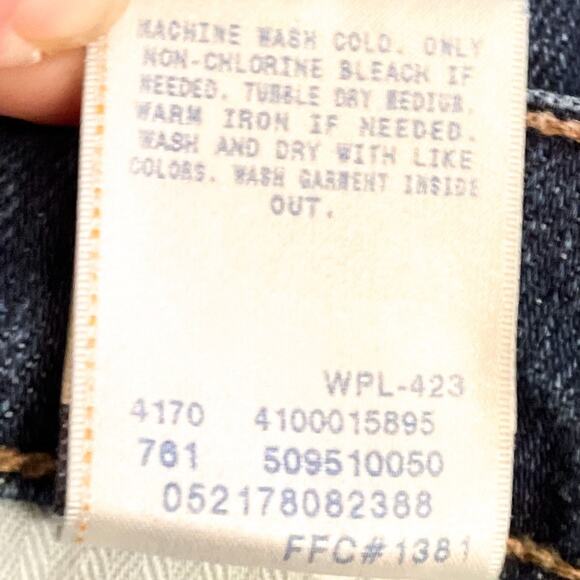 MACHINE WASH COLD. ONLY
NON-CHLORINE BLEACH IF
NEEDED. TUMBLE DRY MEDIUM.
WARM IRON IF NEEDED.
WASH AND DRY WITH LIKE
COLORS. WASH GARMENT INSIDE
OUT.
WPL-423
4170 4100015895
761 509510050
052178082388
FFC#1381